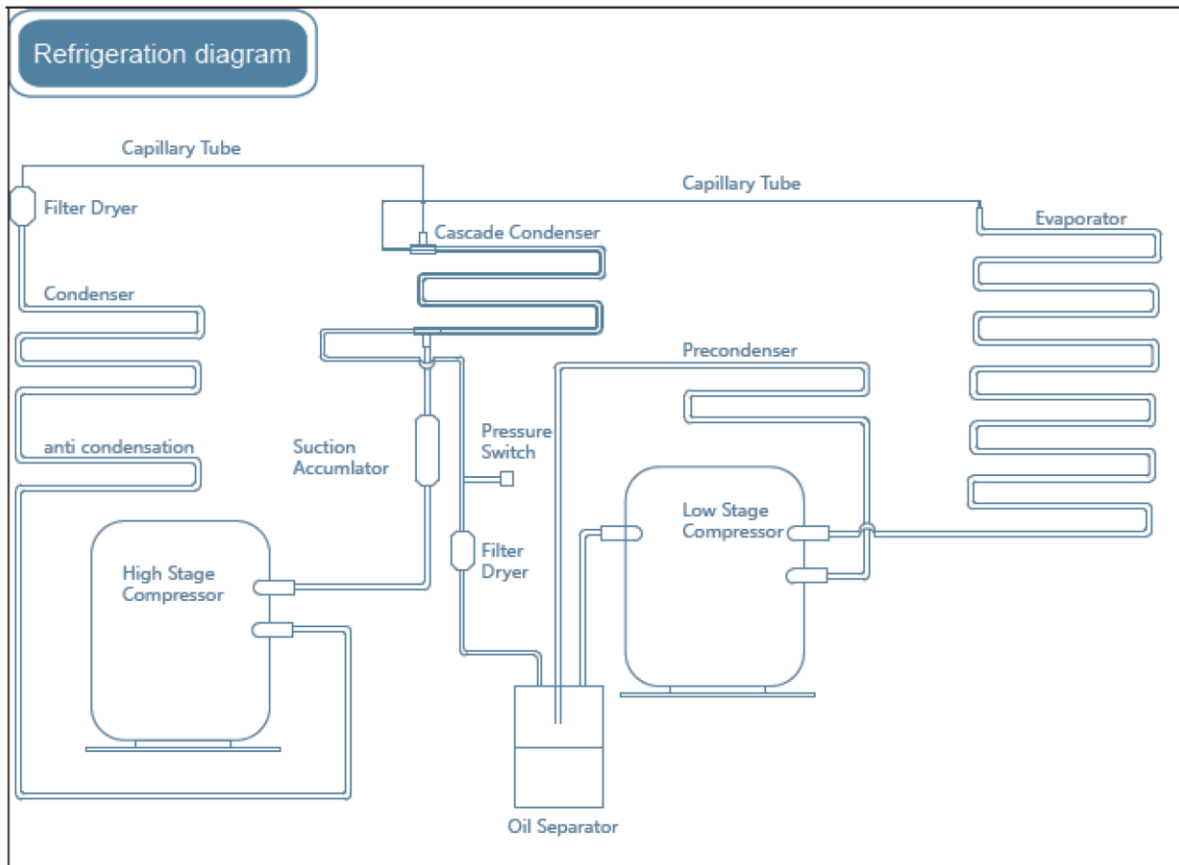 Refrigeration diagram
Capillary Tube
Capillary Tube
Filter Dryer
Evaporator
Cascade Condenser
Condenser
Precondenser
anti condensation
Suction
Accumlator
Pressure
Switch
Low Stage
Compressor
Filter
Dryer
High Stage
Compressor
Oil Separator